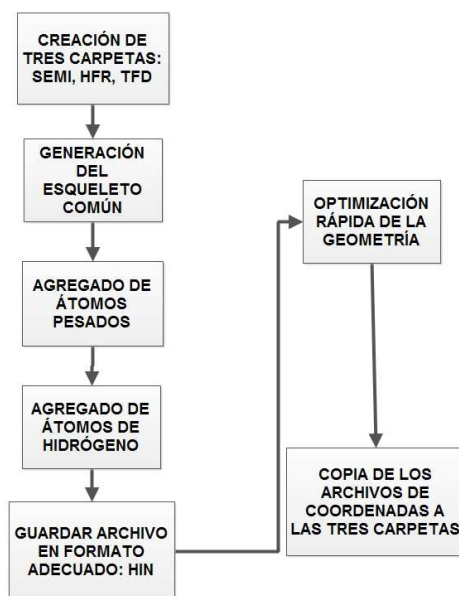 CREACIÓN DE
TRES CARPETAS:
SEMI, HFR, TFD
GENERACIÓN
DEL
ESQUELETO
COMÚN
AGREGADO DE
ÁTOMOS
PESADOS
AGREGADO DE
ÁTOMOS DE
HIDRÓGENO
GUARDAR ARCHIVO
EN FORMATO
ADECUADO: HIN
OPTIMIZACIÓN
RÁPIDA DE LA
GEOMETRÍA
COPIA DE LOS
ARCHIVOS DE
COORDENADAS A
LAS TRES CARPETAS